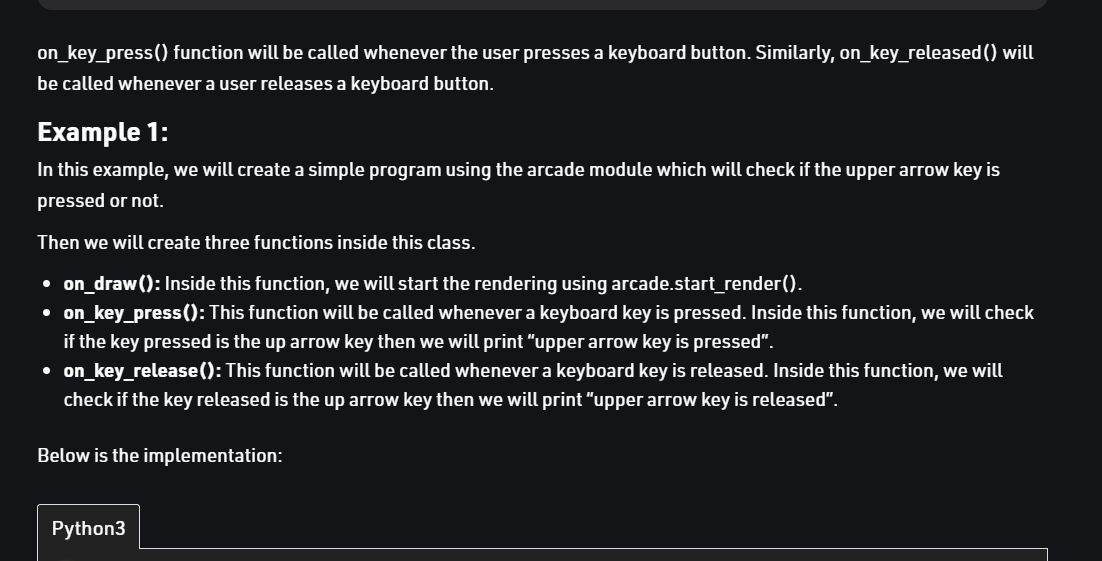 on_key_press() function will be called whenever the user presses a keyboard button. Similarly, on_key_released() will
be called whenever a user releases a keyboard button.
Example 1:
In this example, we will create a simple program using the arcade module which will check if the upper arrow key is
pressed or not.
Then we will create three functions inside this class.
• on_draw(): Inside this function, we will start the rendering using arcade.start_render().
• on_key_press(): This function will be called whenever a keyboard key is pressed. Inside this function, we will check
if the key pressed is the up arrow key then we will print “upper arrow key is pressed”.
• on_key_release(): This function will be called whenever a keyboard key is released. Inside this function, we will
check if the key released is the up arrow key then we will print “upper arrow key is released”.
Below is the implementation:
Python3